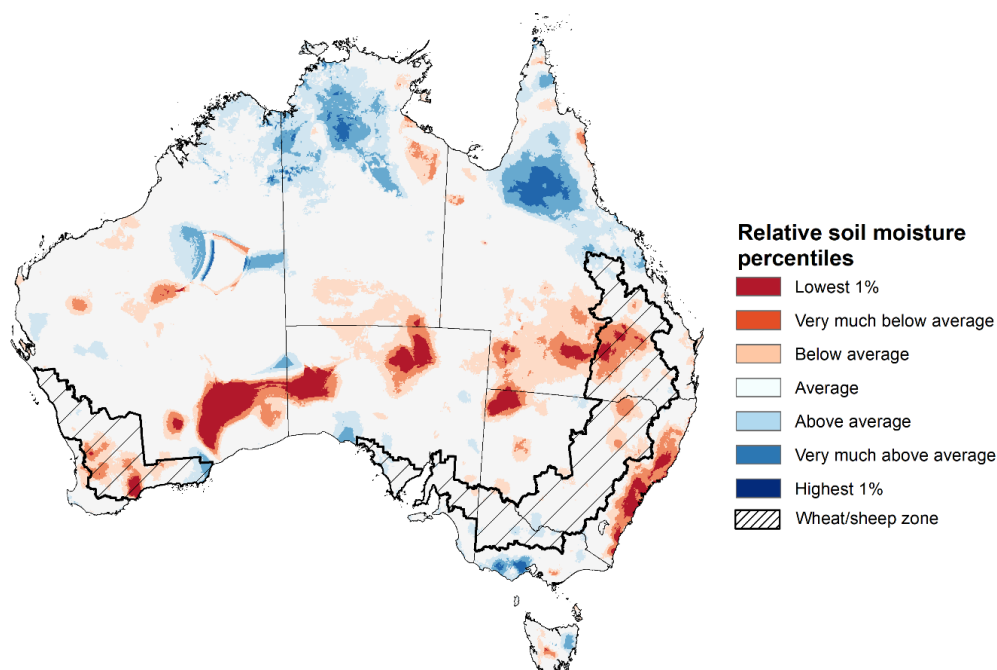 Relative soil moisture
percentiles
Lowest 1%
Very much below average
Below average
Average
Above average
Very much above average
Highest 1%
Wheat/sheep zone